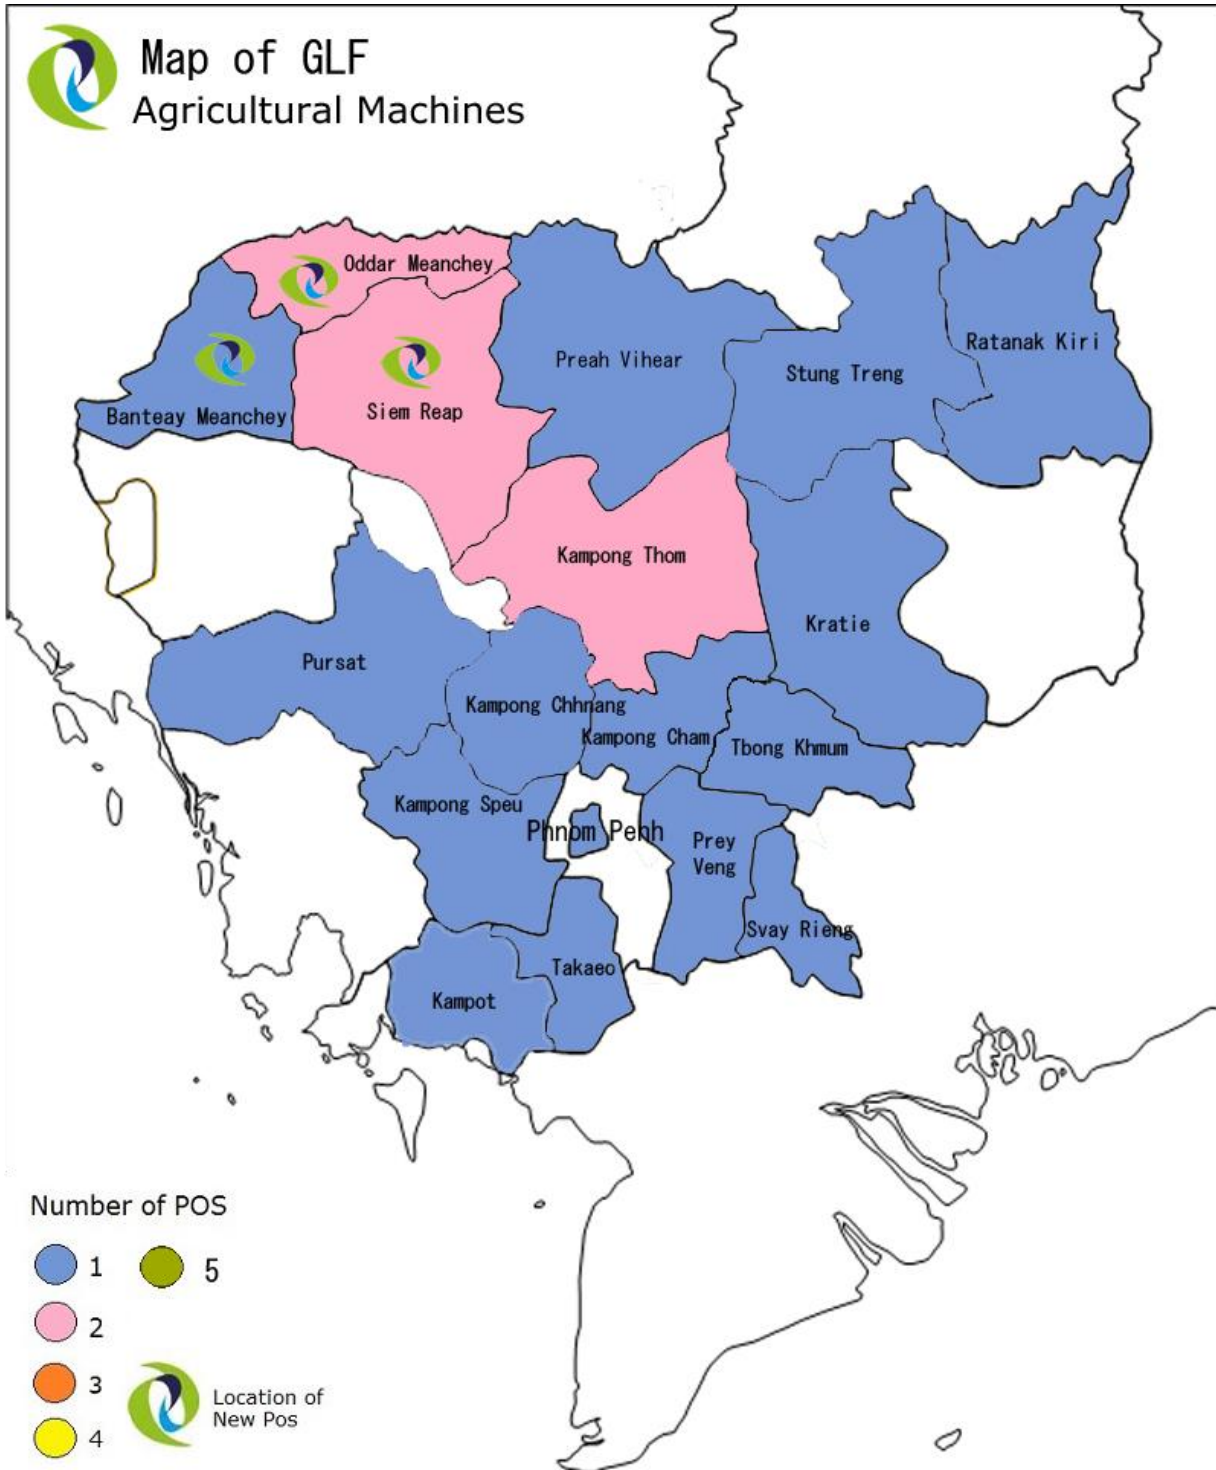 Map of GLF
Agricultural Machines
Oddar Meanchey
Banteay Meanchey
Siem Reap
Preah Vihear
Stung Treng
Ratanak Kiri
Kampong Thom
Kratie
Pursat
Kampong Chhnang
Kampong Cham
Tbong Khmum
Kampong Speu
Phnom Penh
Prey
Veng
Svay Rieng
Takaeo
Kampot
Number of POS
1
5
2
3
4
Location of
New Pos